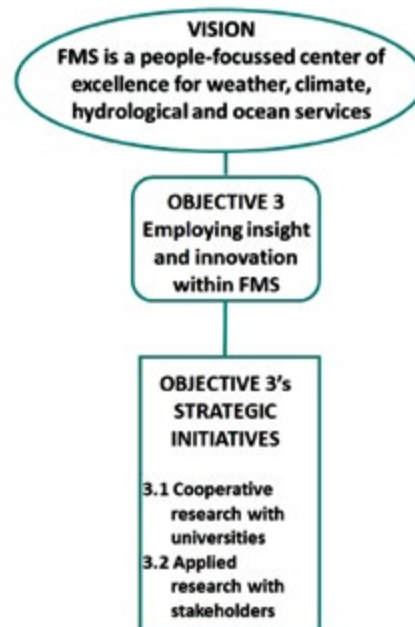 VISION
FMS is a people-focussed center of
excellence for weather, climate,
hydrological and ocean services
OBJECTIVE 3
Employing insight
and innovation
within FMS
OBJECTIVE 3's
STRATEGIC
INITIATIVES
3.1 Cooperative
research with
universities
3.2 Applied
research with
stakeholders